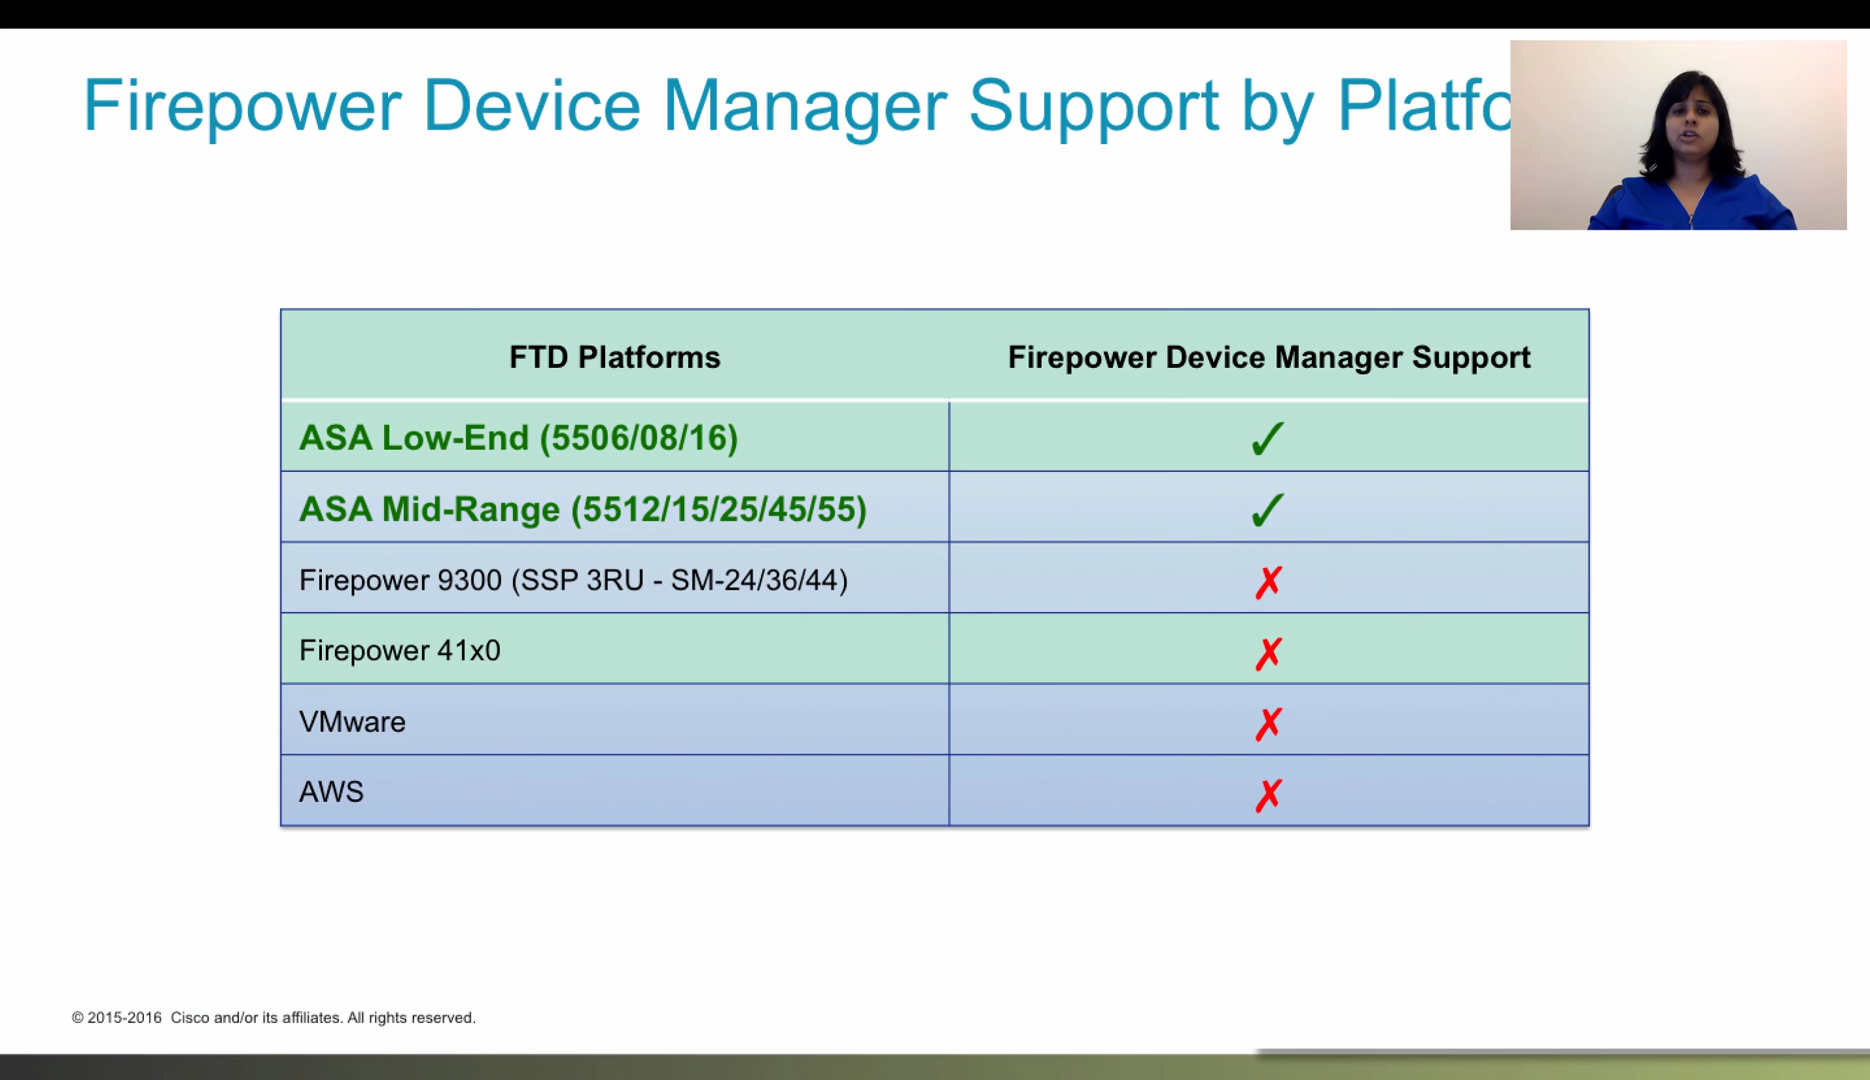 Firepower Device Manager Support by Platfo
FTD Platforms Firepower Device Manager Support
ASA Low-End (5506/08/16) ✓
ASA Mid-Range (5512/15/25/45/55) ✓
Firepower 9300 (SSP 3RU - SM-24/36/44) ✗
Firepower 41x0 ✗
VMware ✗
AWS ✗
© 2015-2016 Cisco and/or its affiliates. All rights reserved.